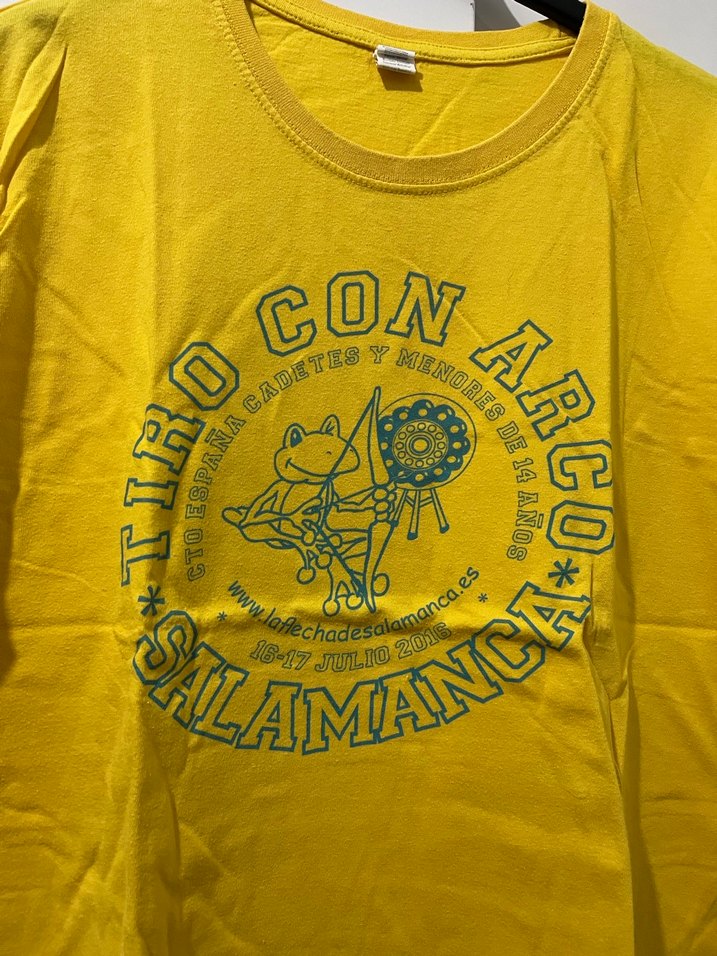 TIRO CON ARCO
CTO ESPAÑA CADETES Y MENORES DE 14 AÑOS
www.laflechadesalamanca.es
* 16-17 JULIO 2016 *
* SALAMANCA *